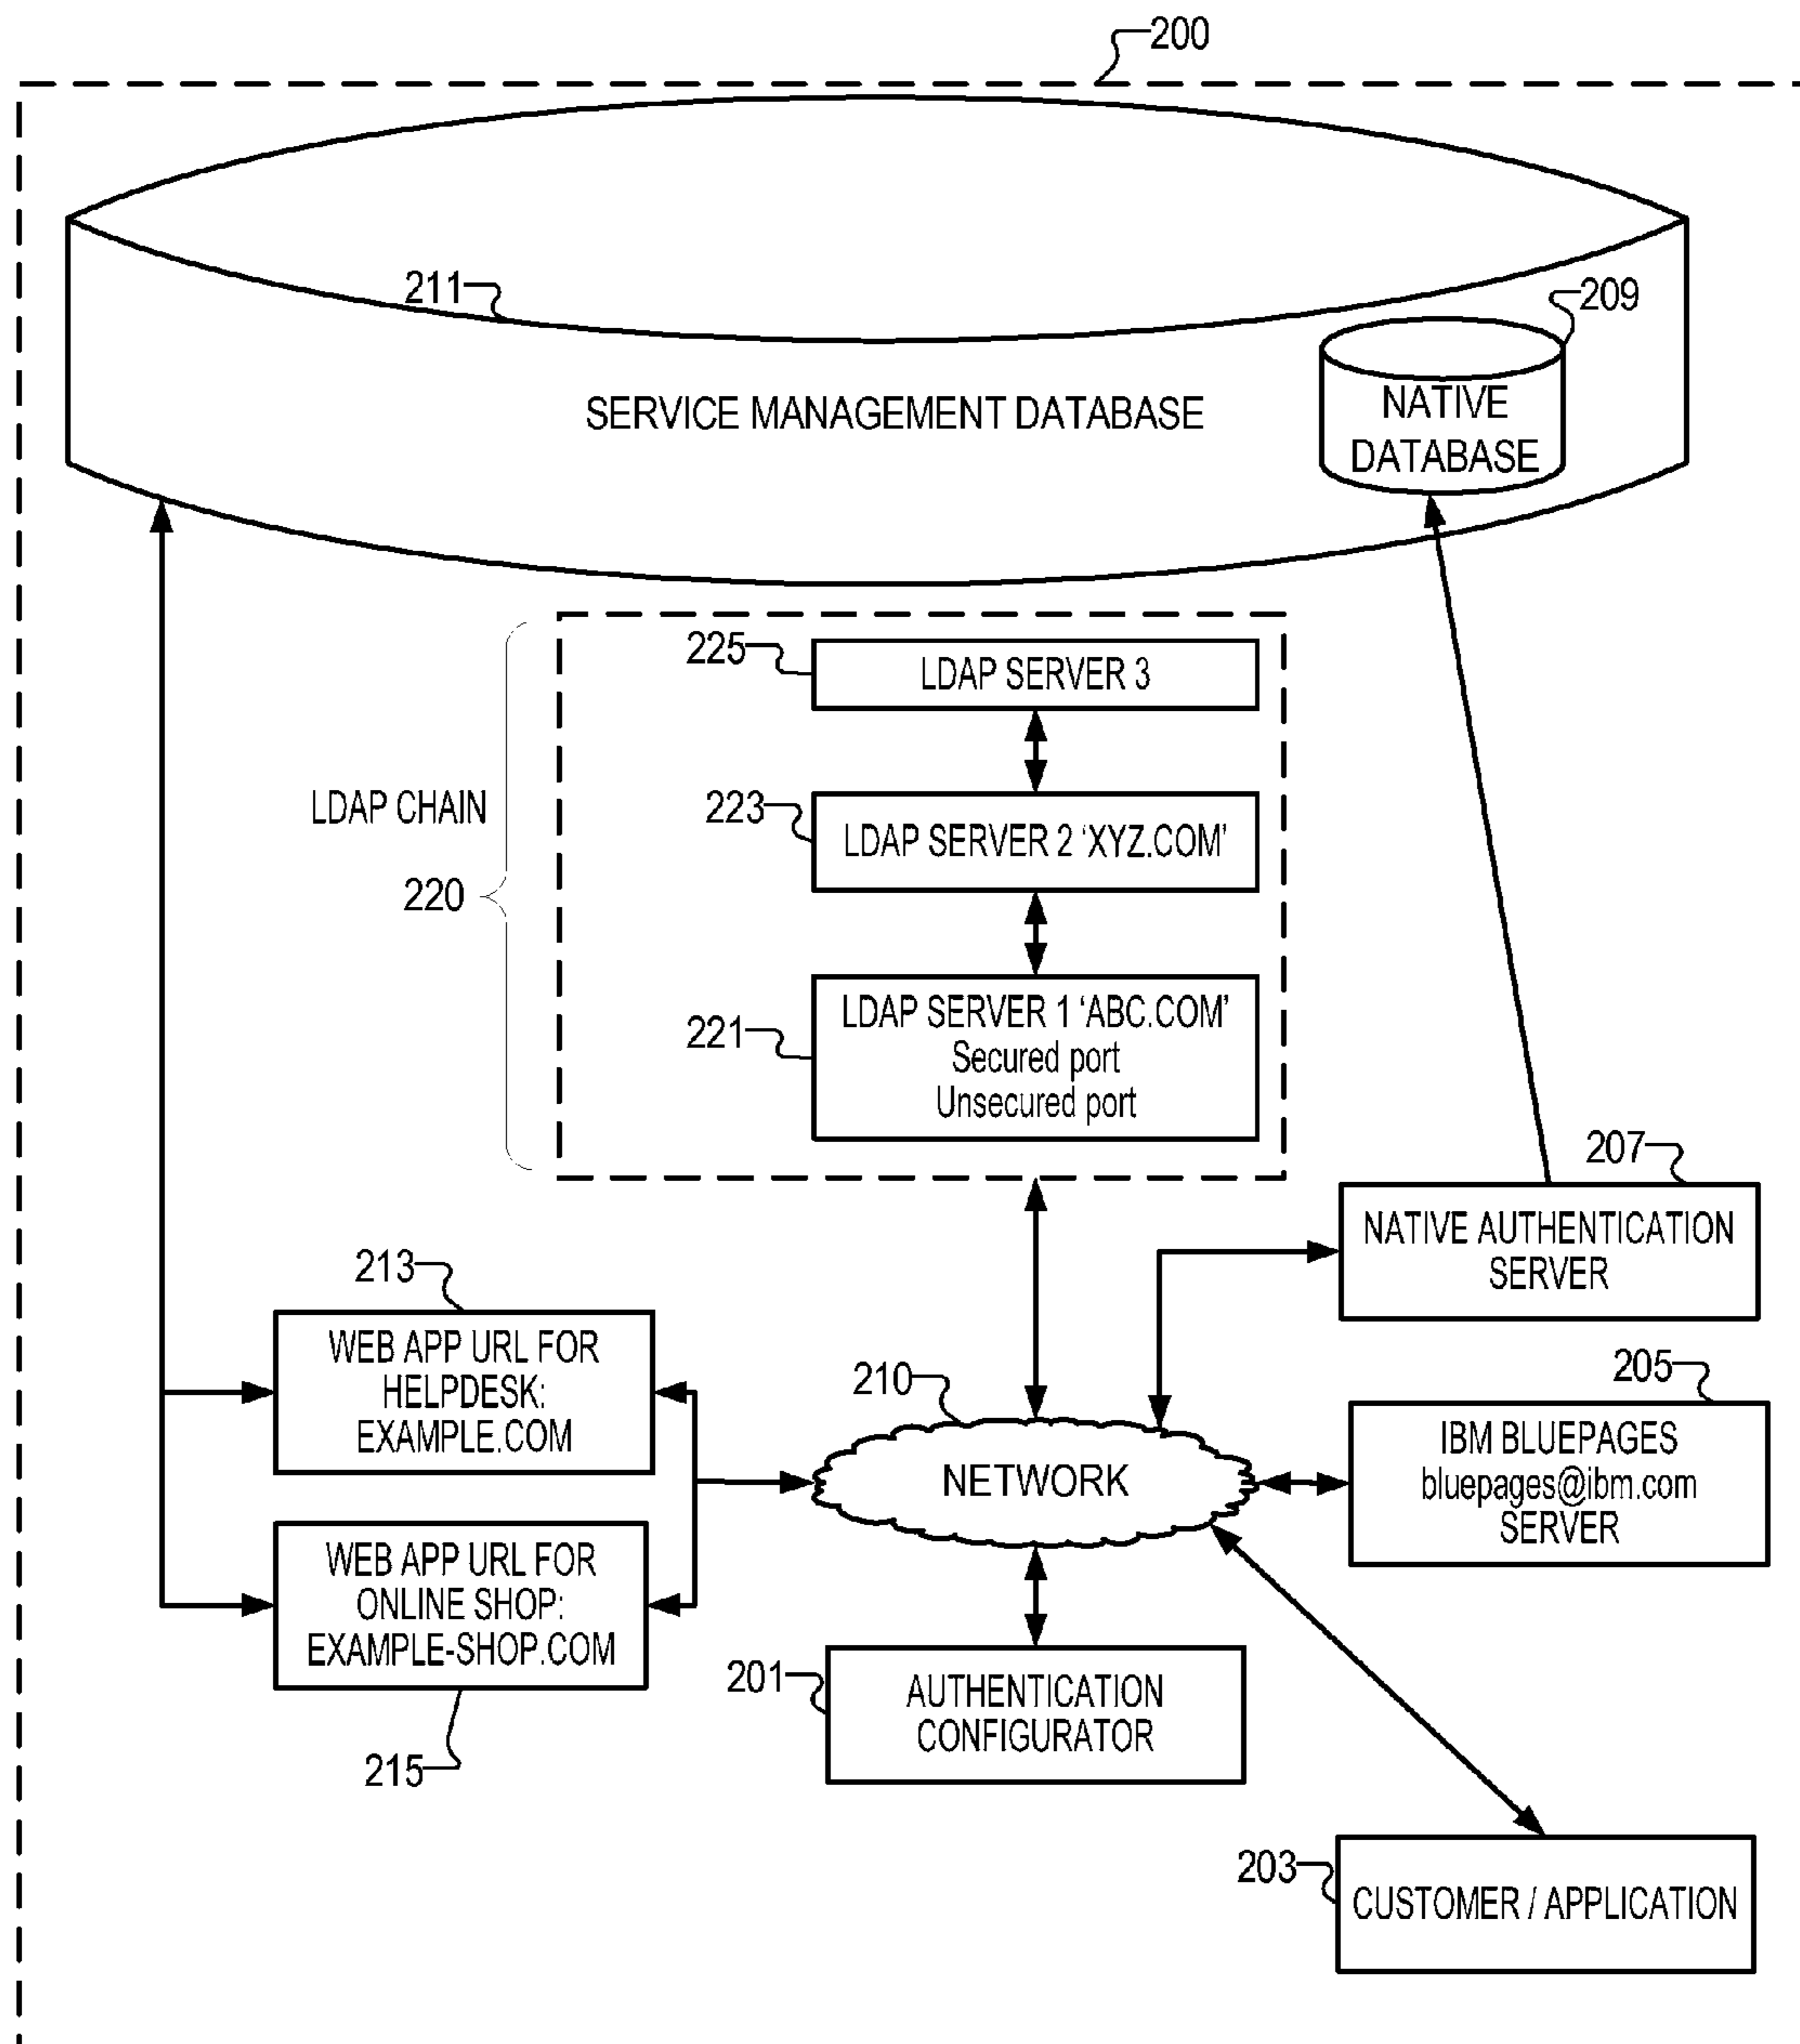 200
211
209
SERVICE MANAGEMENT DATABASE
NATIVE
DATABASE
225
LDAP SERVER 3
LDAP CHAIN
220
223
LDAP SERVER 2 ‘XYZ.COM’
221
LDAP SERVER 1 ‘ABC.COM’
Secured port
Unsecured port
207
NATIVE AUTHENTICATION
SERVER
213
WEB APP URL FOR
HELPDESK:
EXAMPLE.COM
210
NETWORK
205
IBM BLUEPAGES
bluepages@ibm.com
SERVER
WEB APP URL FOR
ONLINE SHOP:
EXAMPLE-SHOP.COM
215
201
AUTHENTICATION
CONFIGURATOR
203
CUSTOMER / APPLICATION